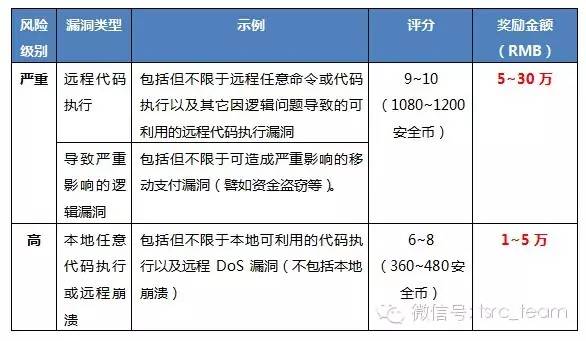 风险级别 漏洞类型 示例 评分 奖励金额（RMB）
严重 远程代码执行 包括但不限于远程任意命令或代码执行以及其它因逻辑问题导致的可利用的远程代码执行漏洞 9~10（1080~1200安全币） 5~30 万
导致严重影响的逻辑漏洞 包括但不限于可造成严重影响的移动支付漏洞（譬如资金盗窃等）。
高 本地任意代码执行或远程崩溃 包括但不限于本地可利用的代码执行以及远程 DoS 漏洞（不包括本地崩溃） 6~8（360~480安全币） 1~5 万
微信号: tsrc_team